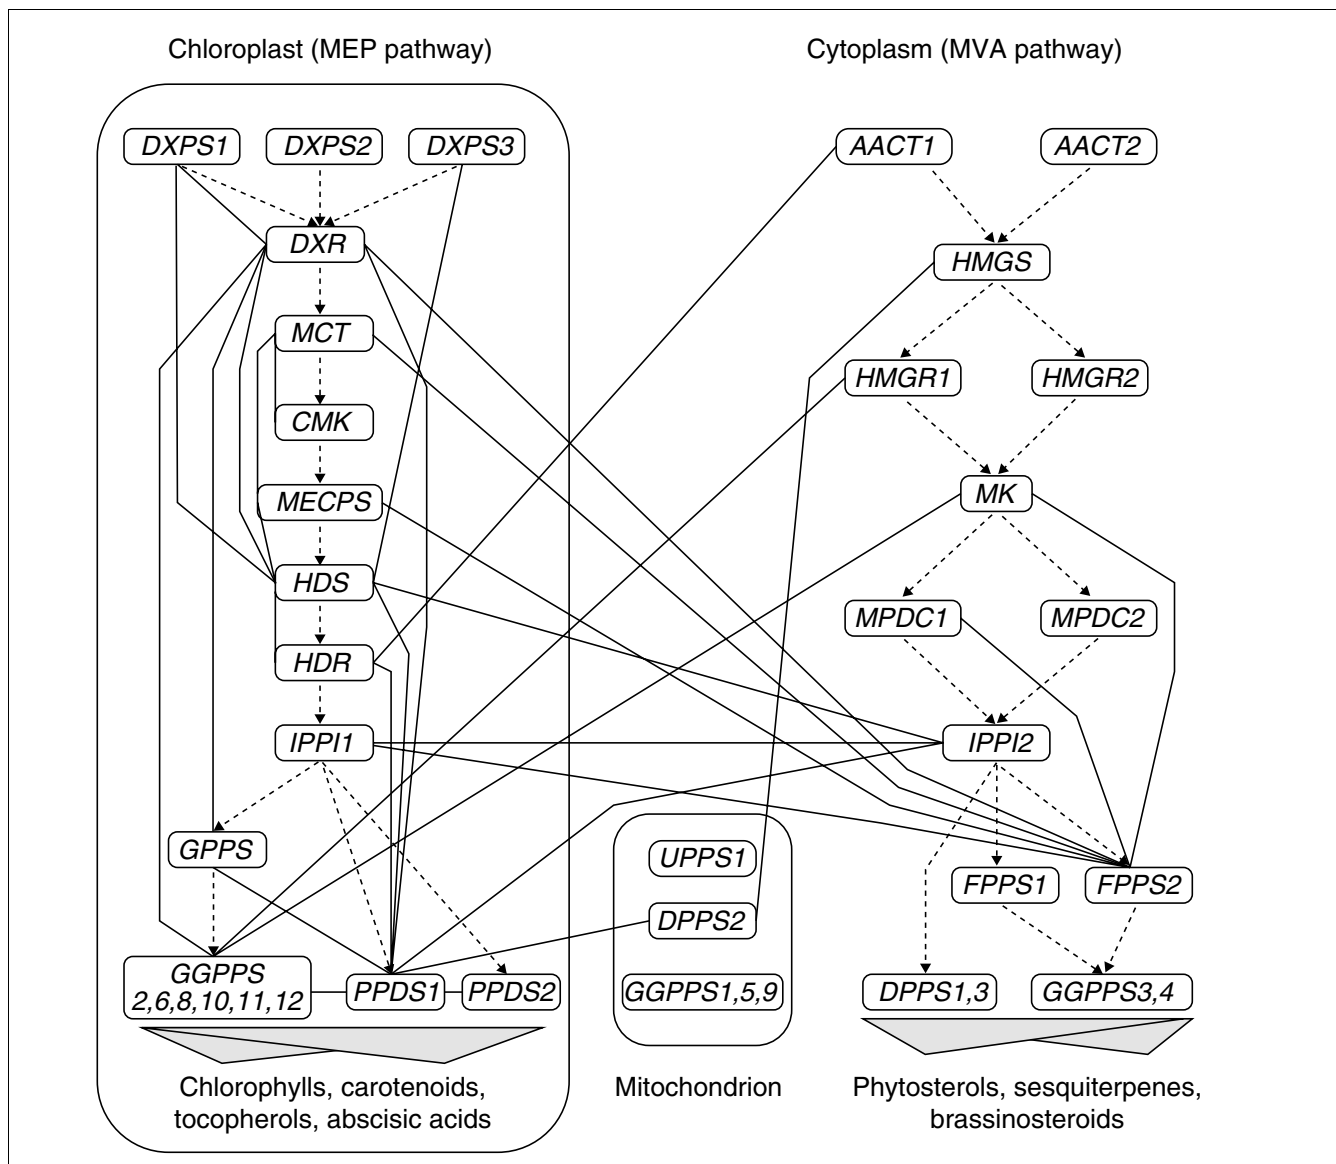 Chloroplast (MEP pathway)
Cytoplasm (MVA pathway)
DXPS1
DXPS2
DXPS3
AACT1
AACT2
DXR
HMGS
MCT
HMGR1
HMGR2
CMK
MECPS
MK
HDS
MPDC1
MPDC2
HDR
IPPI1
IPPI2
GPPS
UPPS1
FPPS1
FPPS2
DPPS2
GGPPS
2,6,8,10,11,12
PPDS1
PPDS2
GGPPS1,5,9
DPPS1,3
GGPPS3,4
Chlorophylls, carotenoids,
tocopherols, abscisic acids
Mitochondrion
Phytosterols, sesquiterpenes,
brassinosteroids